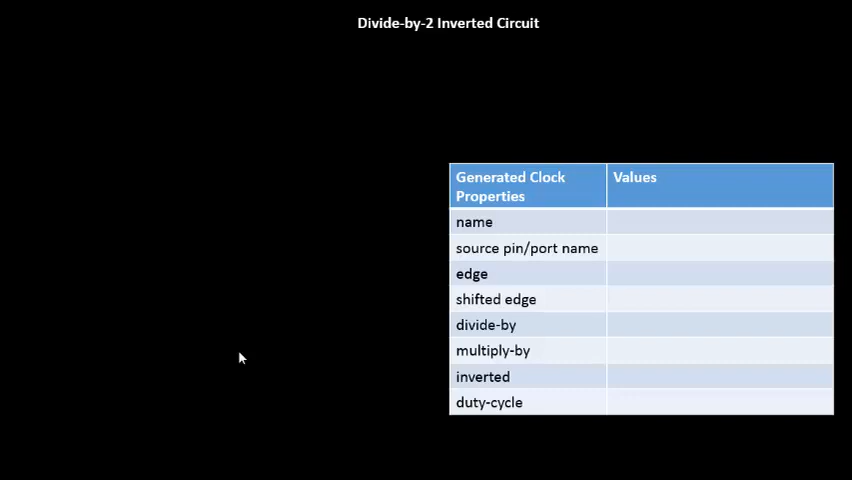 Divide-by-2 Inverted Circuit
Generated Clock Properties Values
name
source pin/port name
edge
shifted edge
divide-by
multiply-by
inverted
duty-cycle